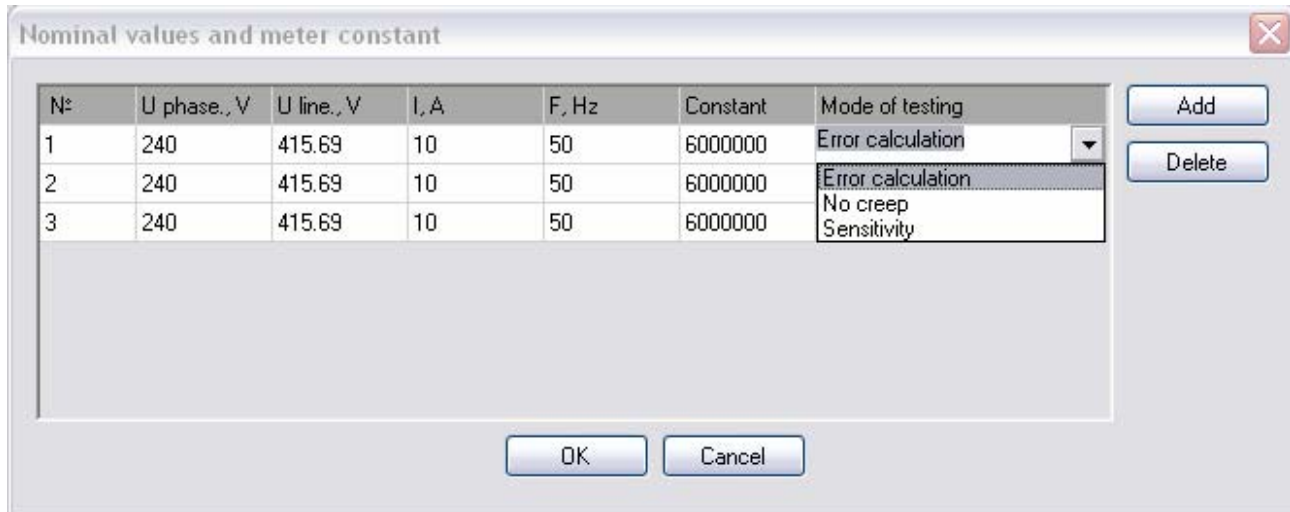 Nominal values and meter constant
Nº U phase., V U line., V I, A F, Hz Constant Mode of testing
1 240 415.69 10 50 6000000 Error calculation
2 240 415.69 10 50 6000000 Error calculation
3 240 415.69 10 50 6000000 No creep
Sensitivity
Add
Delete
OK Cancel